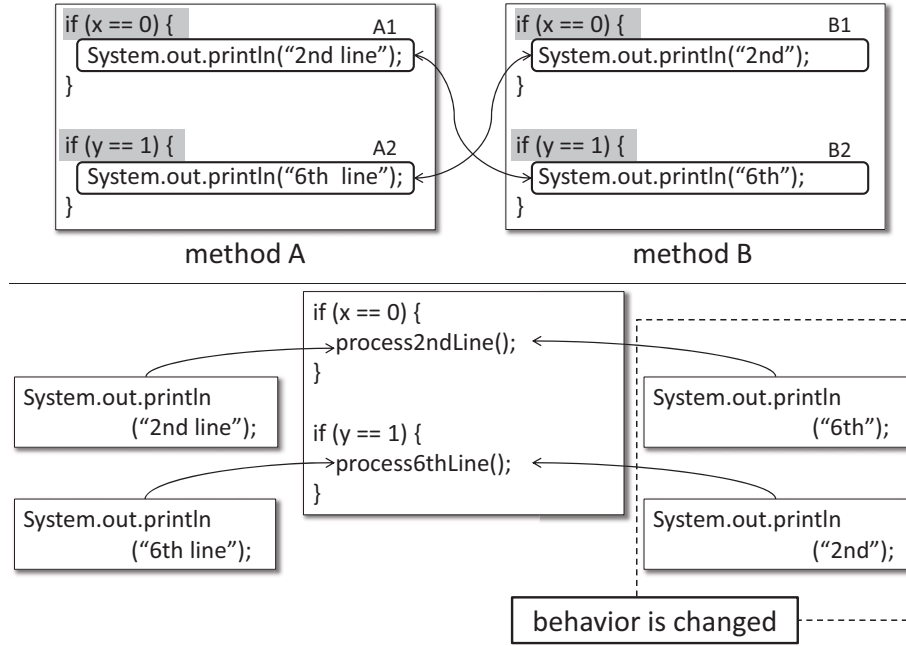 if (x == 0) { A1
System.out.println(“2nd line”);
}
if (y == 1) { A2
System.out.println(“6th line”);
}
method A
if (x == 0) { B1
System.out.println(“2nd”);
}
if (y == 1) { B2
System.out.println(“6th”);
}
method B
if (x == 0) {
process2ndLine();
}
if (y == 1) {
process6thLine();
}
System.out.println
(“2nd line”);
System.out.println
(“6th line”);
System.out.println
(“6th”);
System.out.println
(“2nd”);
behavior is changed